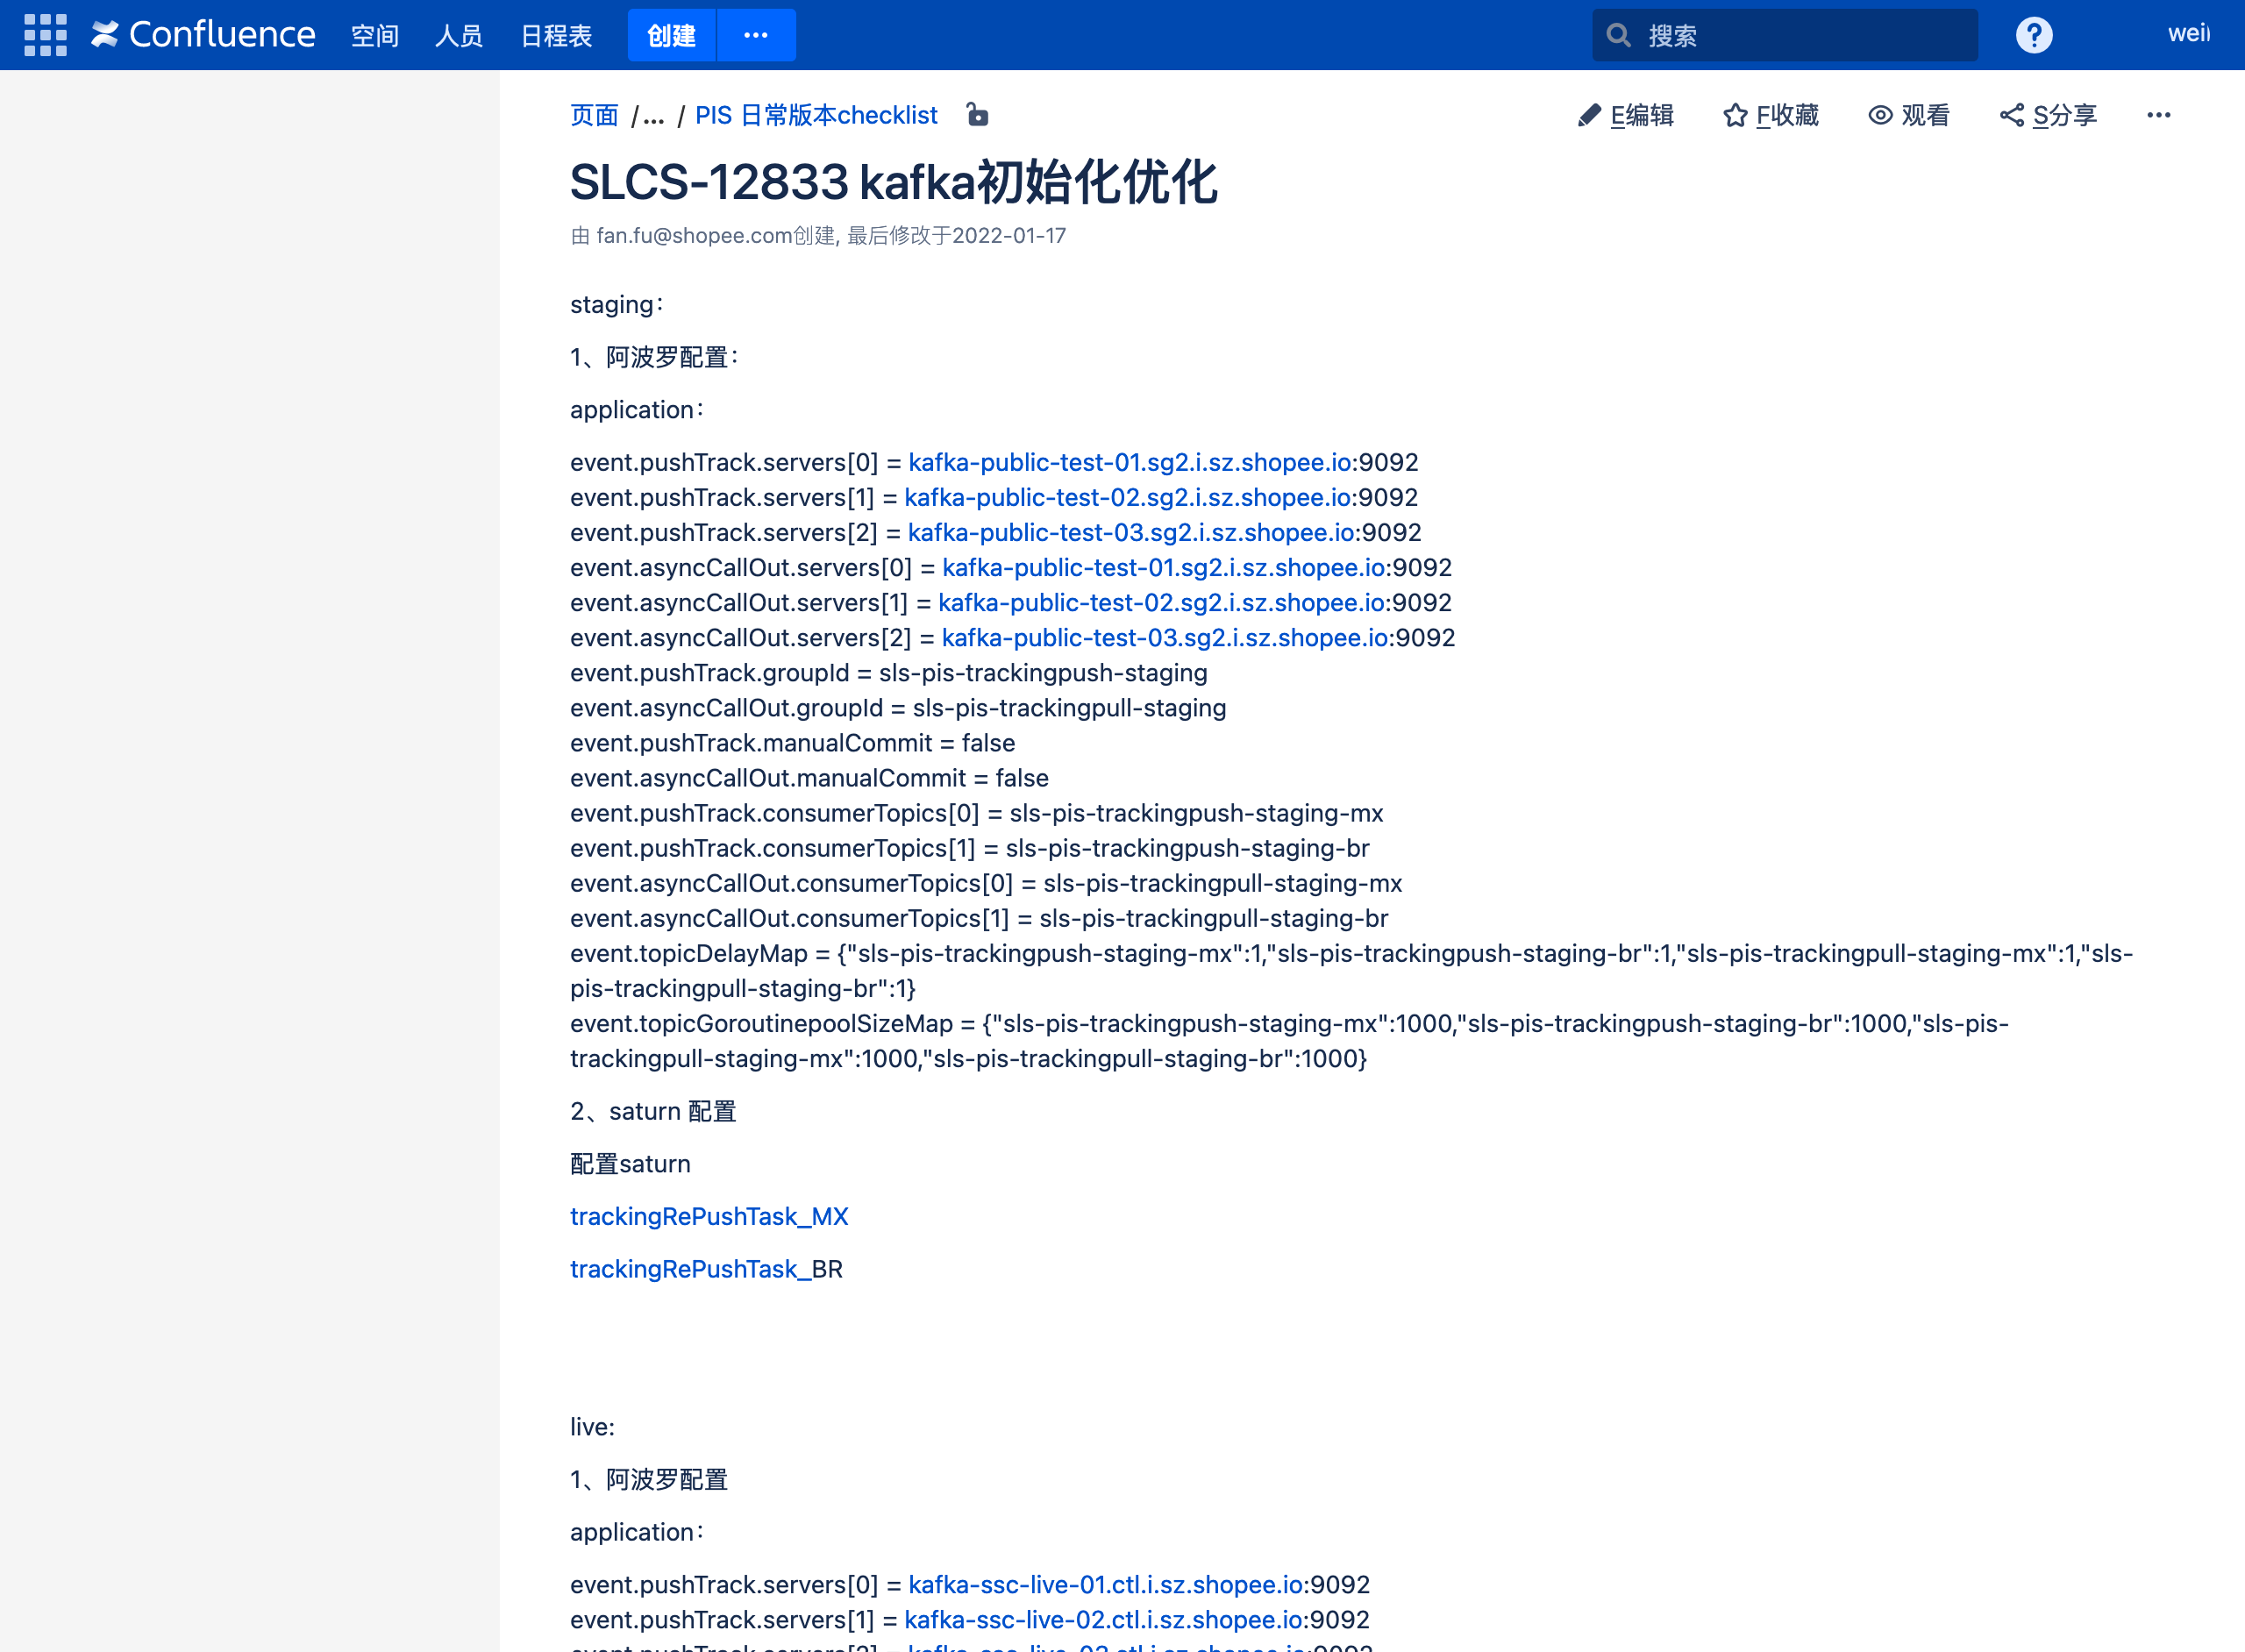 Confluence 空间 人员 日程表 创建 ··· 搜索 ? wei
页面 /... / PIS 日常版本checklist E编辑 F收藏 观看 S分享 ···
SLCS-12833 kafka初始化优化
由 fan.fu@shopee.com创建, 最后修改于2022-01-17
staging：
1、阿波罗配置：
application：
event.pushTrack.servers[0] = kafka-public-test-01.sg2.i.sz.shopee.io:9092
event.pushTrack.servers[1] = kafka-public-test-02.sg2.i.sz.shopee.io:9092
event.pushTrack.servers[2] = kafka-public-test-03.sg2.i.sz.shopee.io:9092
event.asyncCallOut.servers[0] = kafka-public-test-01.sg2.i.sz.shopee.io:9092
event.asyncCallOut.servers[1] = kafka-public-test-02.sg2.i.sz.shopee.io:9092
event.asyncCallOut.servers[2] = kafka-public-test-03.sg2.i.sz.shopee.io:9092
event.pushTrack.groupId = sls-pis-trackingpush-staging
event.asyncCallOut.groupId = sls-pis-trackingpull-staging
event.pushTrack.manualCommit = false
event.asyncCallOut.manualCommit = false
event.pushTrack.consumerTopics[0] = sls-pis-trackingpush-staging-mx
event.pushTrack.consumerTopics[1] = sls-pis-trackingpush-staging-br
event.asyncCallOut.consumerTopics[0] = sls-pis-trackingpull-staging-mx
event.asyncCallOut.consumerTopics[1] = sls-pis-trackingpull-staging-br
event.topicDelayMap = {"sls-pis-trackingpush-staging-mx":1,"sls-pis-trackingpush-staging-br":1,"sls-pis-trackingpull-staging-mx":1,"sls-
pis-trackingpull-staging-br":1}
event.topicGoroutinepoolSizeMap = {"sls-pis-trackingpush-staging-mx":1000,"sls-pis-trackingpush-staging-br":1000,"sls-pis-
trackingpull-staging-mx":1000,"sls-pis-trackingpull-staging-br":1000}
2、saturn 配置
配置saturn
trackingRePushTask_MX
trackingRePushTask_BR
live:
1、阿波罗配置
application：
event.pushTrack.servers[0] = kafka-ssc-live-01.ctl.i.sz.shopee.io:9092
event.pushTrack.servers[1] = kafka-ssc-live-02.ctl.i.sz.shopee.io:9092
event.pushTrack.servers[2] = kafka-ssc-live-03.ctl.i.sz.shopee.io:9092